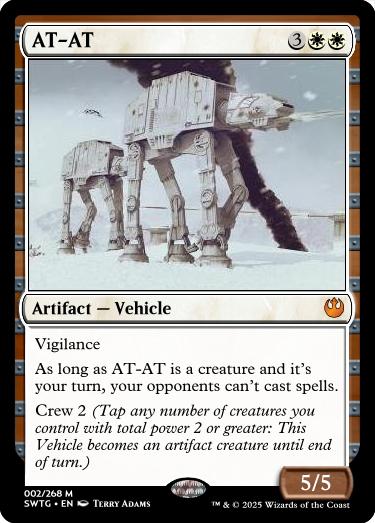 AT-AT 3
Artifact — Vehicle
Vigilance
As long as AT-AT is a creature and it's
your turn, your opponents can't cast spells.
Crew 2 (Tap any number of creatures you
control with total power 2 or greater: This
Vehicle becomes an artifact creature until end
of turn.)
5/5
002/268 M
SWTG • EN Terry Adams ™ & © 2025 Wizards of the Coast